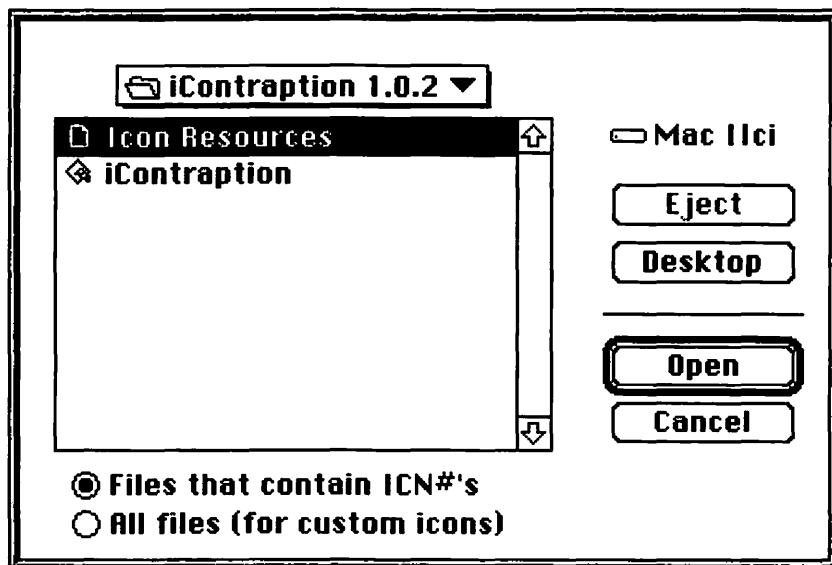 iContraption 1.0.2
Icon Resources
iContraption
Mac IIci
Eject
Desktop
Open
Cancel
Files that contain ICN#'s
All files (for custom icons)